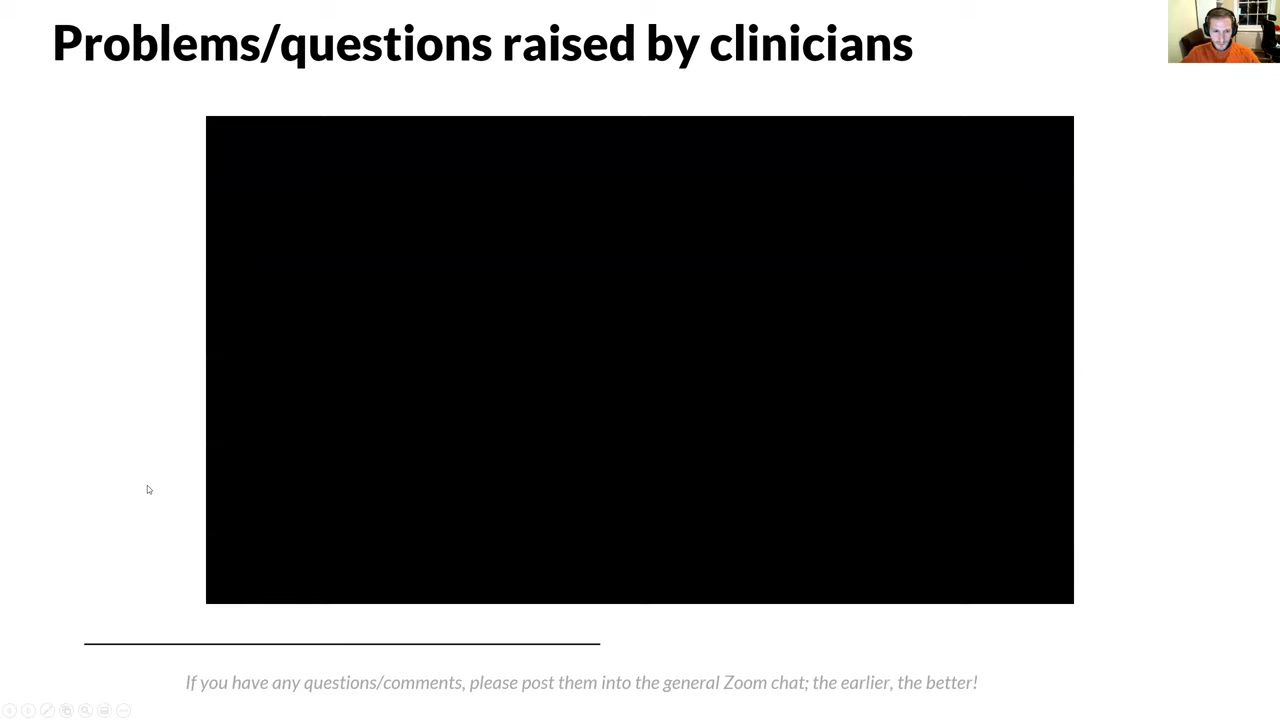 Problems/questions raised by clinicians
If you have any questions/comments, please post them into the general Zoom chat; the earlier, the better!